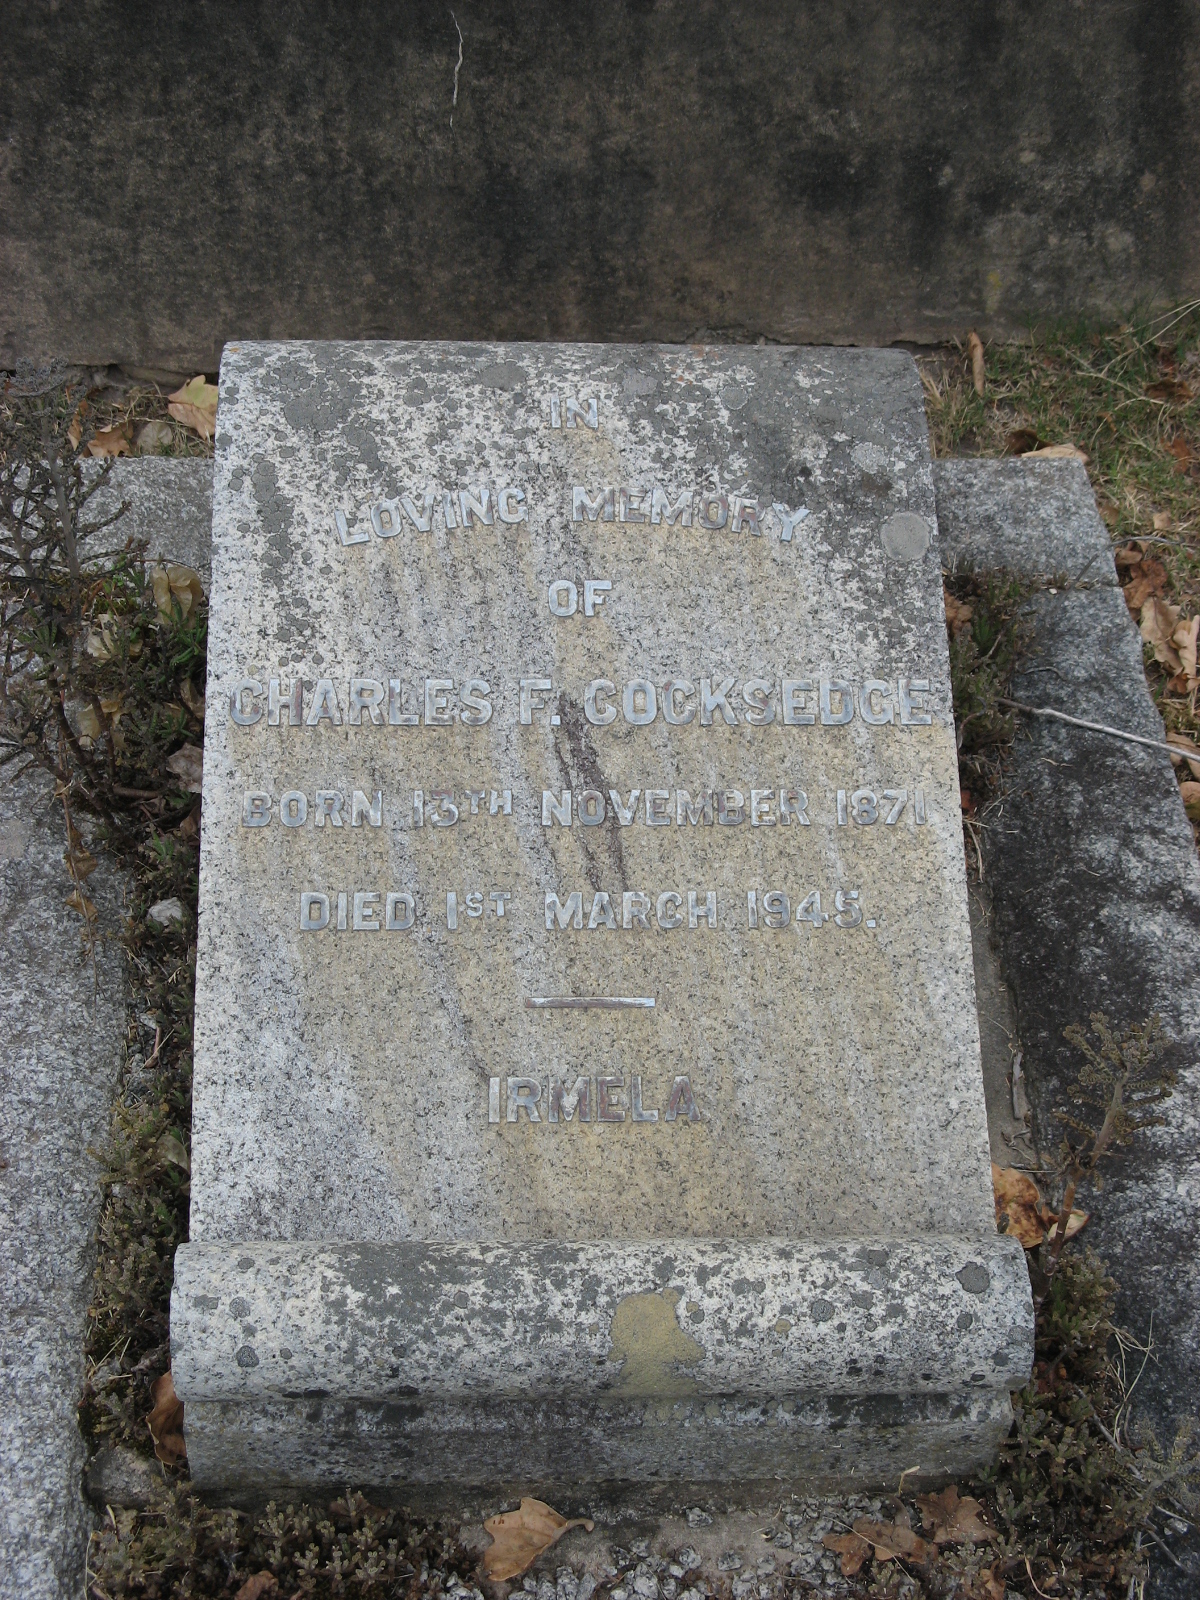 IN
LOVING MEMORY
OF
CHARLES F. COCKSEDGE
BORN 13TH NOVEMBER 1871
DIED 1ST MARCH 1945.
IRMELA